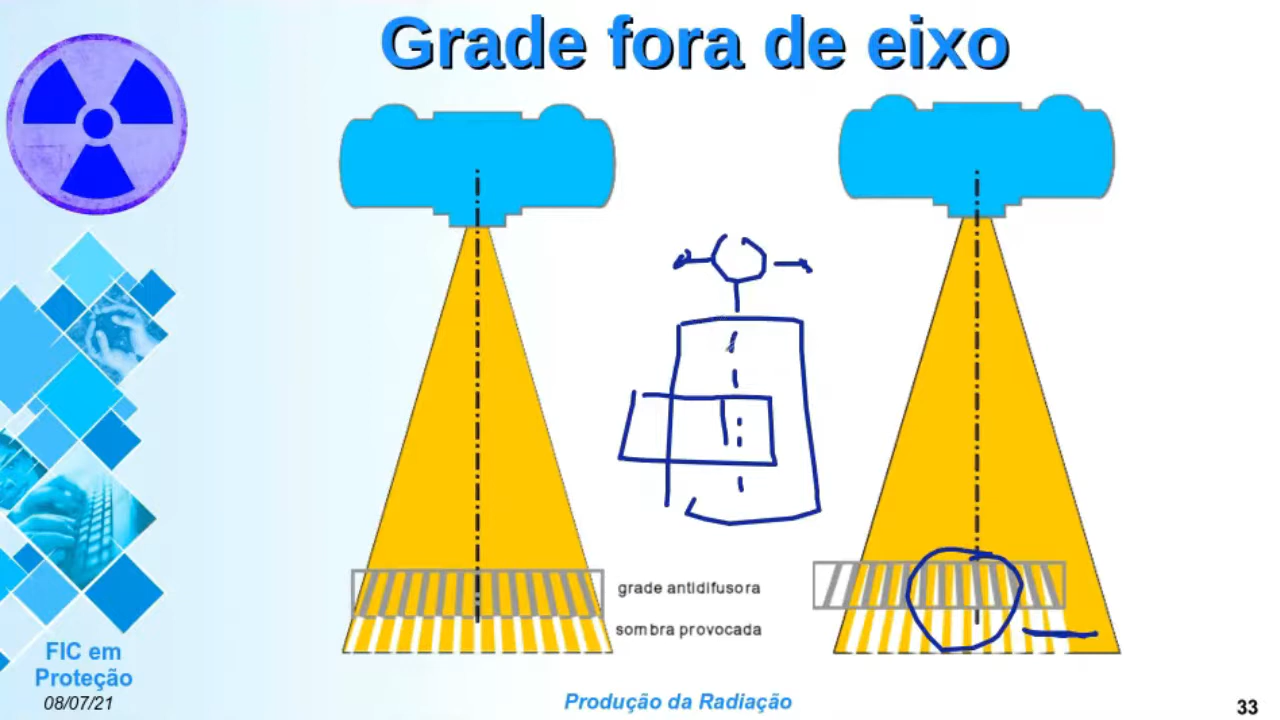 Grade fora de eixo
grade antidifusora
sombra provocada
FIC em
Proteção
08/07/21
Produção da Radiação
33